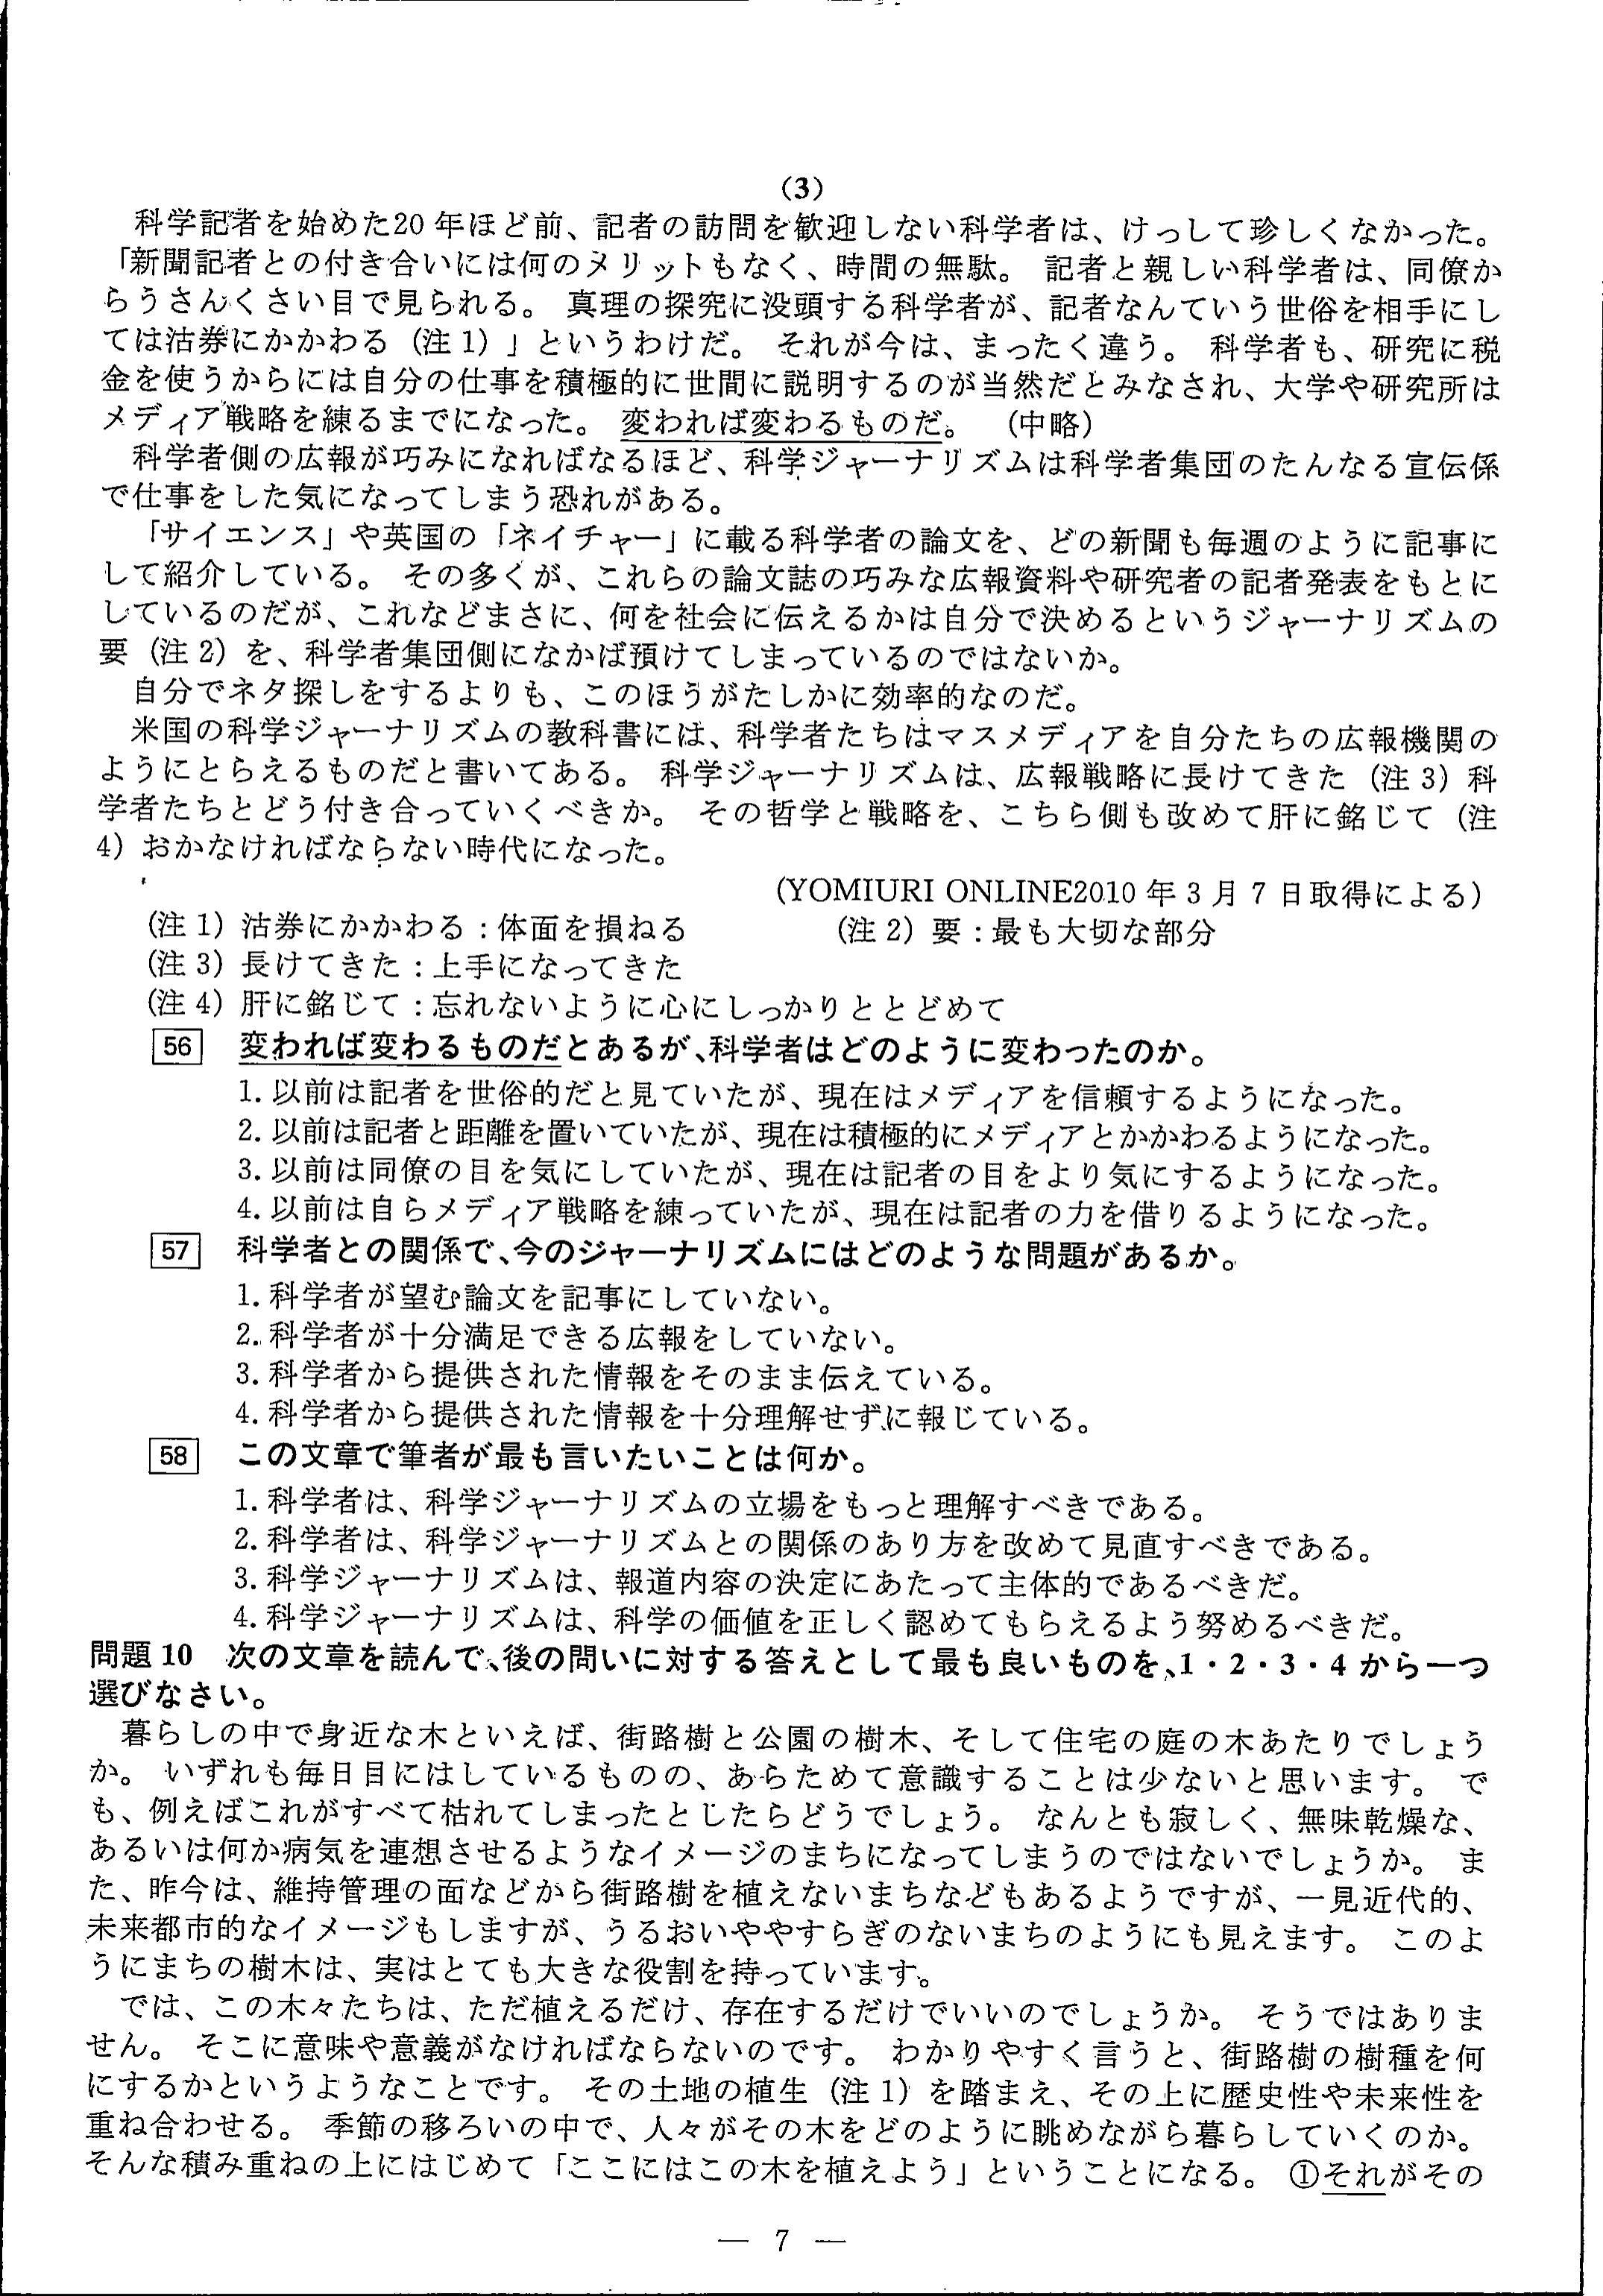 (3)
科学記者を始めた20年ほど前、記者の訪問を歓迎しない科学者は、けっして珍しくなかった。
「新聞記者との付き合いには何のメリットもなく、時間の無駄。 記者と親しい科学者は、同僚か
らうさんくさい目で見られる。 真理の探究に没頭する科学者が、記者なんていう世俗を相手にし
ては沽券にかかわる（注1）」というわけだ。 それが今は、まったく違う。 科学者も、研究に税
金を使うからには自分の仕事を積極的に世間に説明するのが当然だとみなされ、大学や研究所は
メディア戦略を練るまでになった。 変われば変わるものだ。 （中略）
科学者側の広報が巧みになればなるほど、科学ジャーナリズムは科学者集団のたんなる宣伝係
で仕事をした気になってしまう恐れがある。
「サイエンス」や英国の「ネイチャー」に載る科学者の論文を、どの新聞も毎週のように記事に
して紹介している。 その多くが、これらの論文誌の巧みな広報資料や研究者の記者発表をもとに
しているのだが、これなどまさに、何を社会に伝えるかは自分で決めるというジャーナリズムの
要（注2）を、科学者集団側になかば預けてしまっているのではないか。
自分でネタ探しをするよりも、このほうがたしかに効率的なのだ。
米国の科学ジャーナリズムの教科書には、科学者たちはマスメディアを自分たちの広報機関の
ようにとらえるものだと書いてある。 科学ジャーナリズムは、広報戦略に長けてきた（注3）科
学者たちとどう付き合っていくべきか。 その哲学と戦略を、こちら側も改めて肝に銘じて（注
4）おかなければならない時代になった。
(YOMIURI ONLINE2010年3月7日取得による）
（注1）沽券にかかわる：体面を損ねる （注2）要：最も大切な部分
（注3）長けてきた：上手になってきた
（注4）肝に銘じて：忘れないように心にしっかりととどめて
56 変われば変わるものだとあるが、科学者はどのように変わったのか。
1. 以前は記者を世俗的だと見ていたが、現在はメディアを信頼するようになった。
2. 以前は記者と距離を置いていたが、現在は積極的にメディアとかかわるようになった。
3. 以前は同僚の目を気にしていたが、現在は記者の目をより気にするようになった。
4. 以前は自らメディア戦略を練っていたが、現在は記者の力を借りるようになった。
57 科学者との関係で、今のジャーナリズムにはどのような問題があるか。
1. 科学者が望む論文を記事にしていない。
2. 科学者が十分満足できる広報をしていない。
3. 科学者から提供された情報をそのまま伝えている。
4. 科学者から提供された情報を十分理解せずに報じている。
58 この文章で筆者が最も言いたいことは何か。
1. 科学者は、科学ジャーナリズムの立場をもっと理解すべきである。
2. 科学者は、科学ジャーナリズムとの関係のあり方を改めて見直すべきである。
3. 科学ジャーナリズムは、報道内容の決定にあたって主体的であるべきだ。
4. 科学ジャーナリズムは、科学の価値を正しく認めてもらえるよう努めるべきだ。
問題10 次の文章を読んで、後の問いに対する答えとして最も良いものを、1・2・3・4から一つ
選びなさい。
暮らしの中で身近な木といえば、街路樹と公園の樹木、そして住宅の庭の木あたりでしょう
か。 いずれも毎日目にはしているものの、あらためて意識することは少ないと思います。 で
も、例えばこれがすべて枯れてしまったとしたらどうでしょう。 なんとも寂しく、無味乾燥な、
あるいは何か病気を連想させるようなイメージのまちになってしまうのではないでしょうか。 ま
た、昨今は、維持管理の面などから街路樹を植えないまちなどもあるようですが、一見近代的、
未来都市的なイメージもしますが、うるおいややすらぎのないまちのようにも見えます。 このよ
うにまちの樹木は、実はとても大きな役割を持っています。
では、この木々たちは、ただ植えるだけ、存在するだけでいいのでしょうか。 そうではありま
せん。 そこに意味や意義がなければならないのです。 わかりやすく言うと、街路樹の樹種を何
にするかというようなことです。 その土地の植生（注1）を踏まえ、その上に歴史性や未来性を
重ね合わせる。 季節の移ろいの中で、人々がその木をどのように眺めながら暮らしていくのか。
そんな積み重ねの上にはじめて「ここにはこの木を植えよう」ということになる。 ①それがその
— 7 —